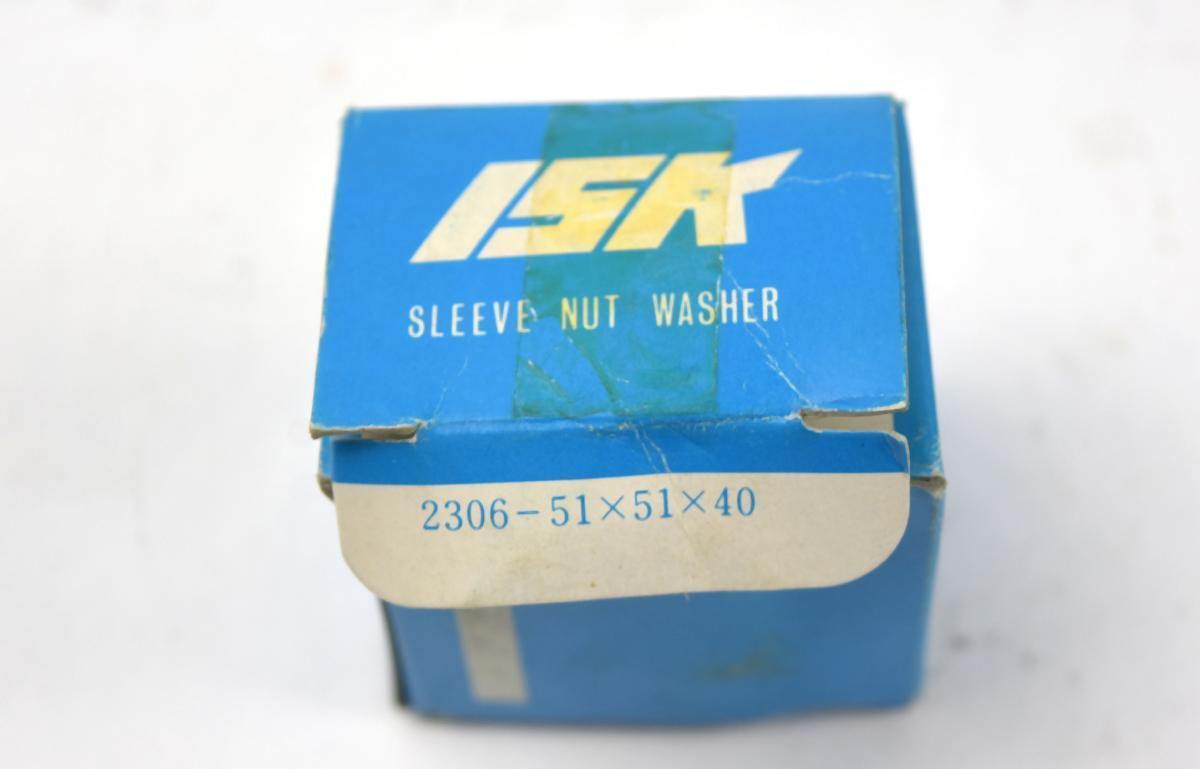 ISK
SLEEVE NUT WASHER
2306-51×51×40